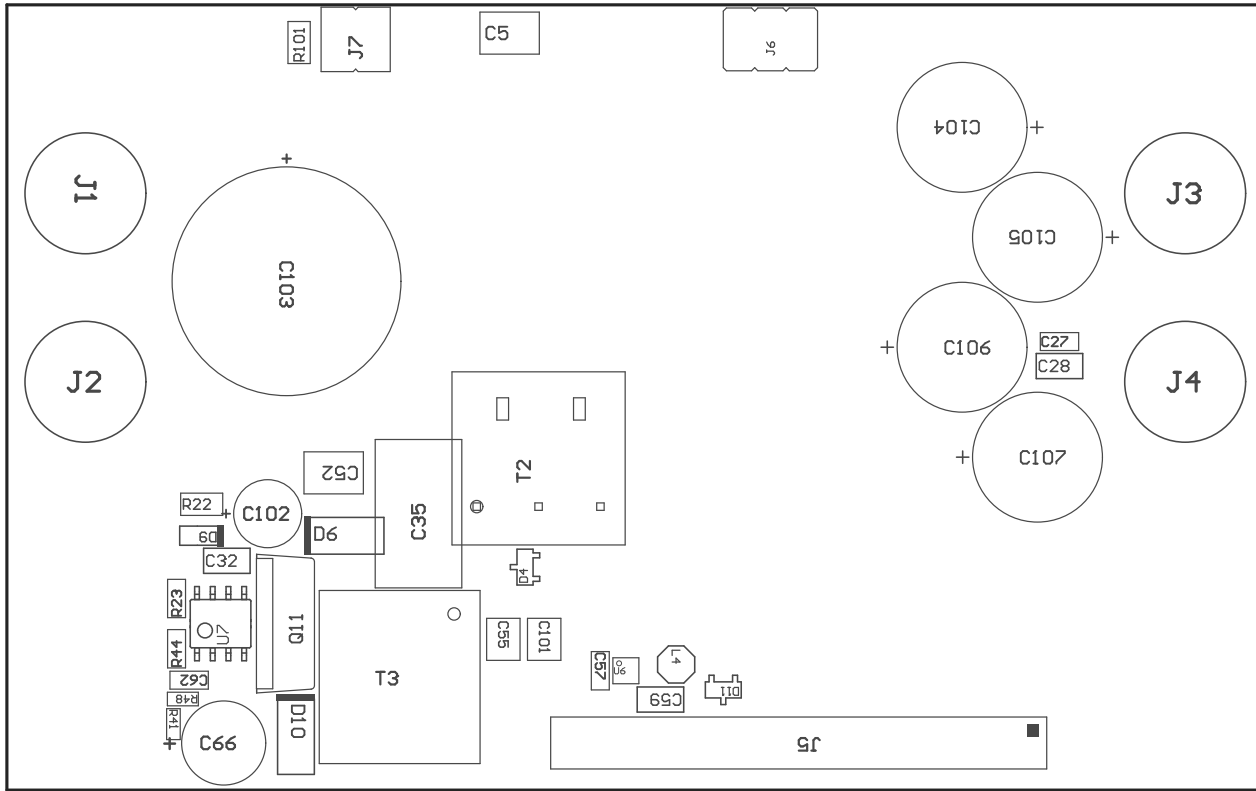 R101
J7
C5
J6
C104
+
J1
J3
+
C103
C105
+
J2
C106
+
C27
C28
J4
C107
+
C52
T2
R22
+
C102
D9
D6
C35
C32
D4
R23
U7
Q11
R44
C55
C101
C62
T3
C57
U6
L4
R48
C59
D11
R41
+
C66
D10
J5